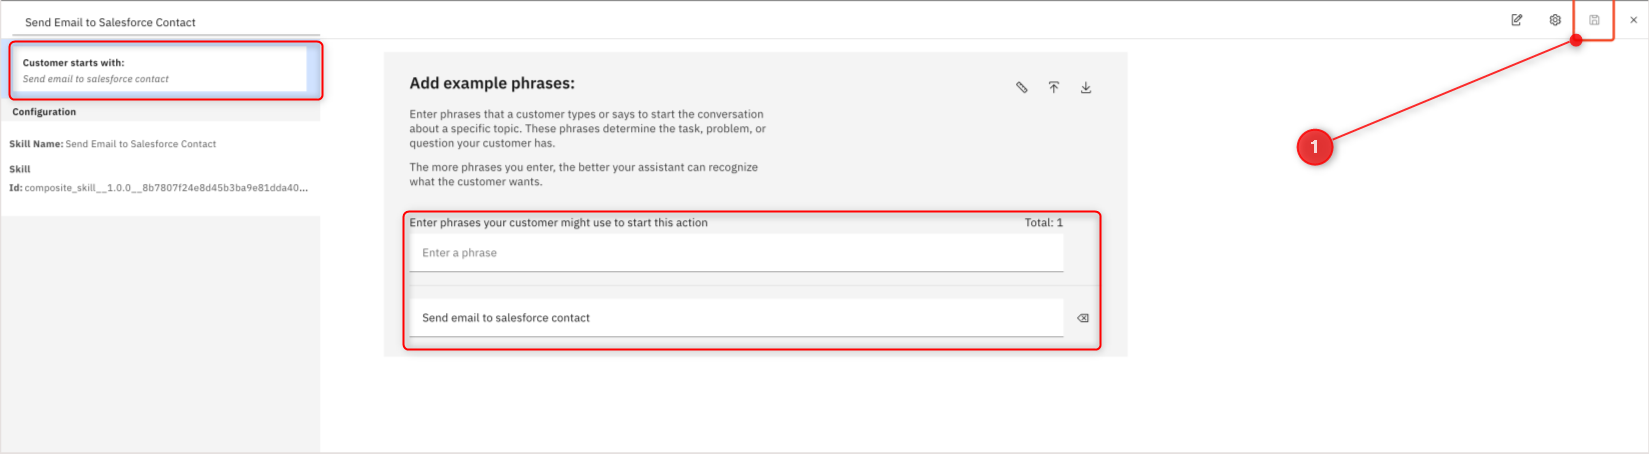 Send Email to Salesforce Contact
Customer starts with:
Send email to salesforce contact
Configuration
Skill Name: Send Email to Salesforce Contact
Skill
Id: composite_skill__1.0.0__8b7807f24e8d45b3ba9e81dda40...
Add example phrases:
Enter phrases that a customer types or says to start the conversation
about a specific topic. These phrases determine the task, problem, or
question your customer has.
The more phrases you enter, the better your assistant can recognize
what the customer wants.
Enter phrases your customer might use to start this action Total: 1
Enter a phrase
Send email to salesforce contact
1